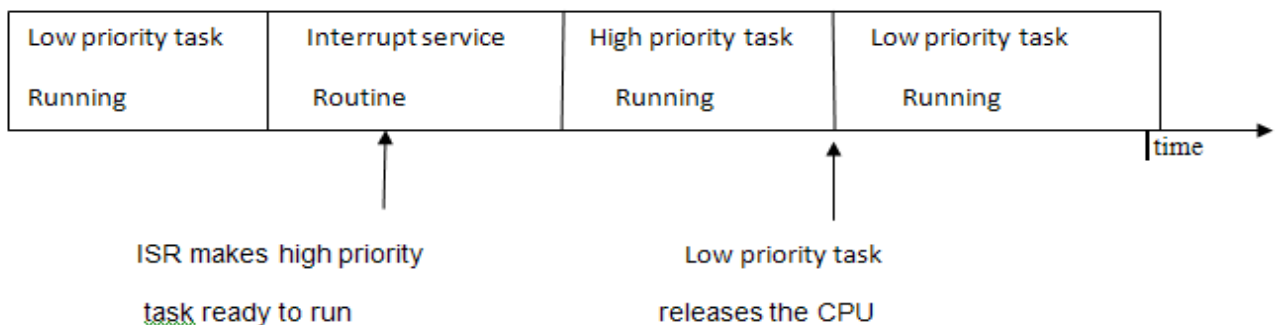 Low priority task
Running
Interrupt service
Routine
High priority task
Running
Low priority task
Running
time
ISR makes high priority
task ready to run
Low priority task
releases the CPU